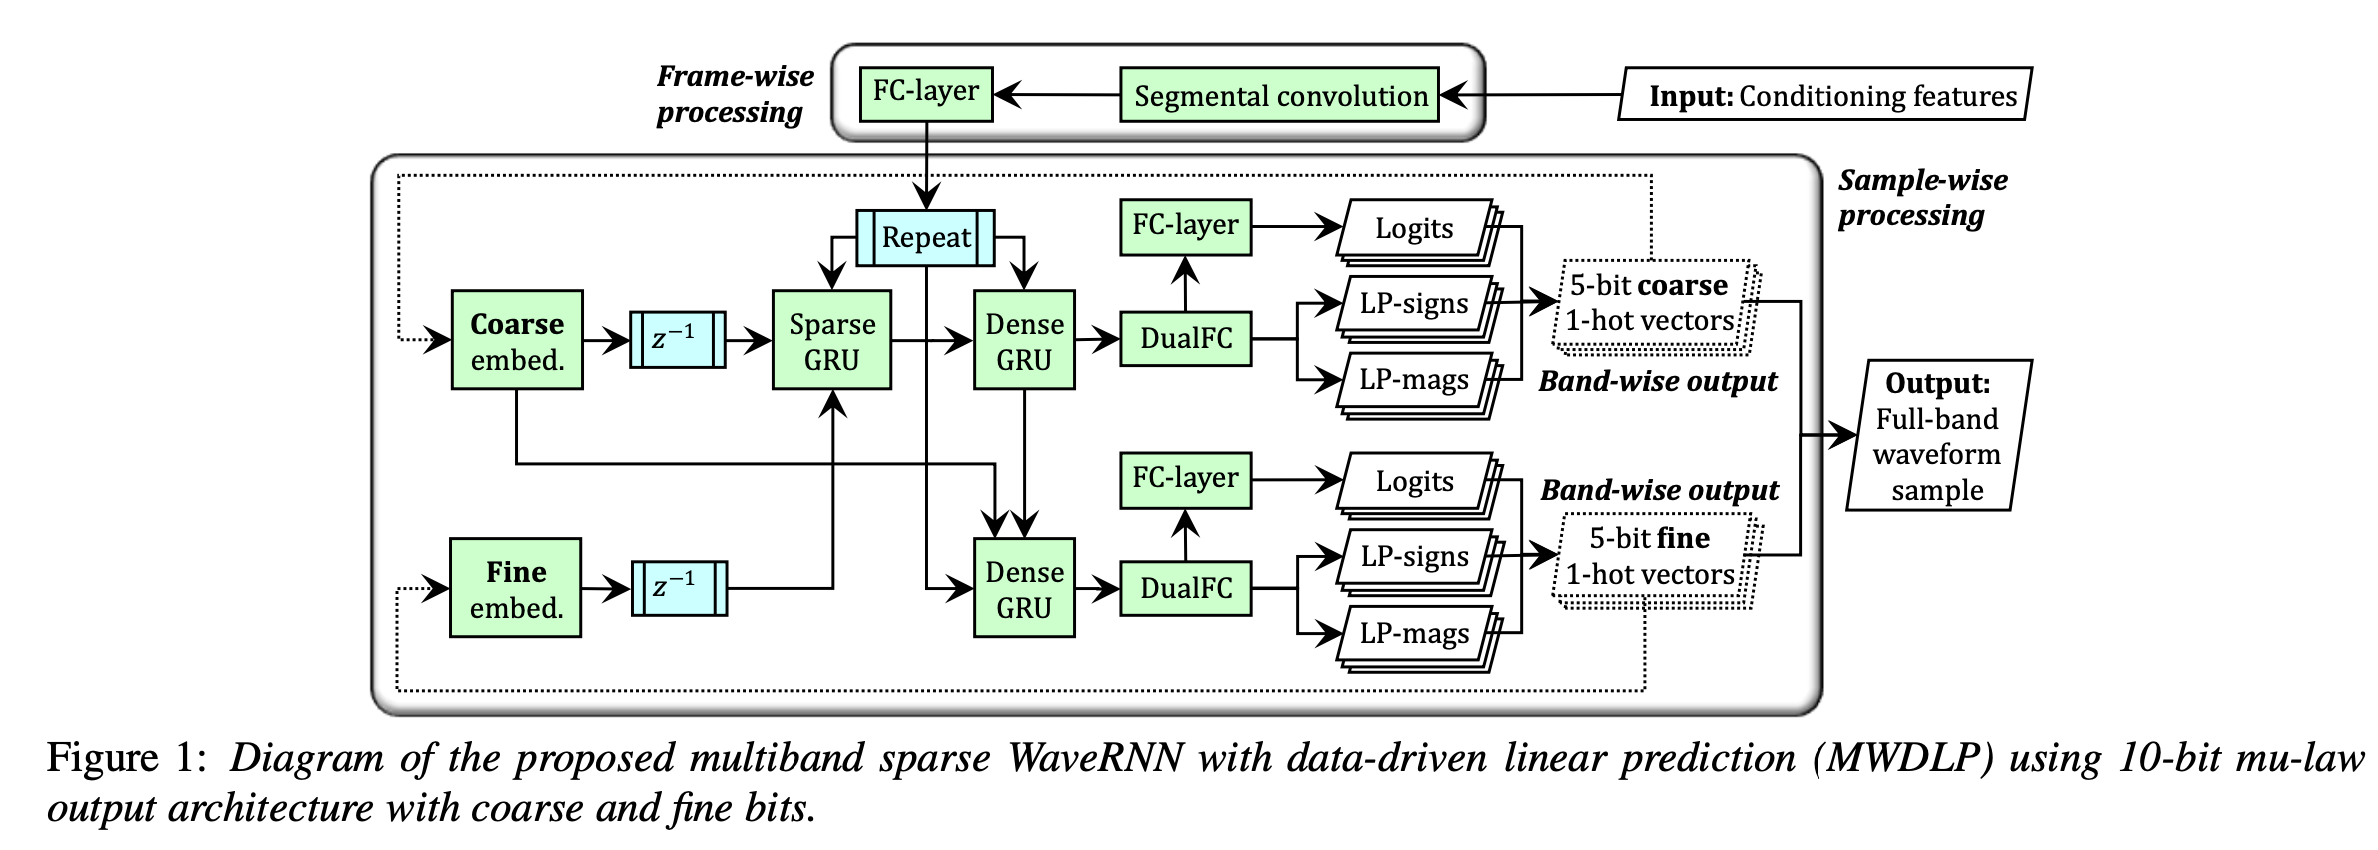 Frame-wise
processing
FC-layer
Segmental convolution
Input: Conditioning features
Sample-wise
processing
Repeat
FC-layer
Logits
Coarse
embed.
z⁻¹
Sparse
GRU
Dense
GRU
DualFC
LP-signs
LP-mags
5-bit coarse
1-hot vectors
Band-wise output
Output:
Full-band
waveform
sample
FC-layer
Logits
Band-wise output
Fine
embed.
z⁻¹
Dense
GRU
DualFC
LP-signs
LP-mags
5-bit fine
1-hot vectors
Figure 1: Diagram of the proposed multiband sparse WaveRNN with data-driven linear prediction (MWDLP) using 10-bit mu-law
output architecture with coarse and fine bits.